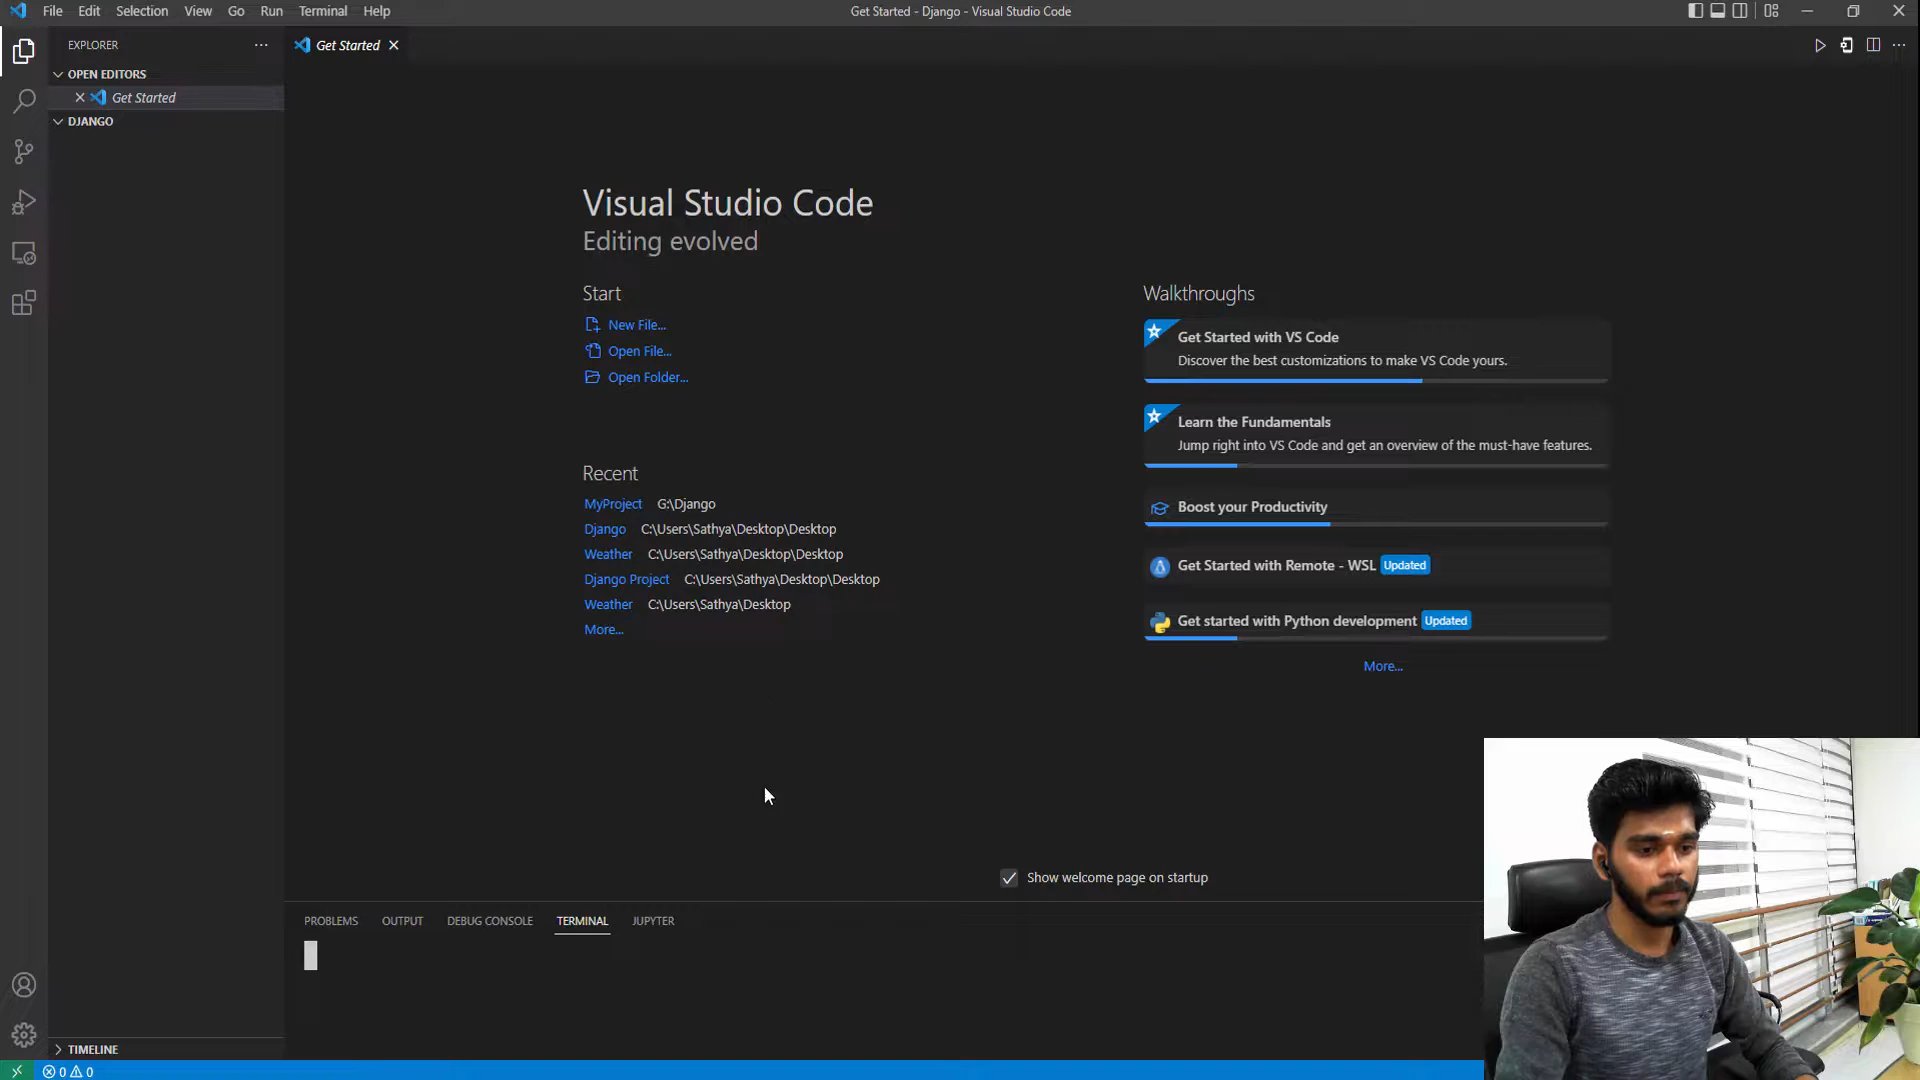 File Edit Selection View Go Run Terminal Help
Get Started - Django - Visual Studio Code
EXPLORER
OPEN EDITORS
Get Started
DJANGO
Get Started
Visual Studio Code
Editing evolved
Start
New File...
Open File...
Open Folder...
Recent
MyProject G:\Django
Django C:\Users\Sathya\Desktop\Desktop
Weather C:\Users\Sathya\Desktop\Desktop
Django Project C:\Users\Sathya\Desktop\Desktop
Weather C:\Users\Sathya\Desktop
More...
Walkthroughs
Get Started with VS Code
Discover the best customizations to make VS Code yours.
Learn the Fundamentals
Jump right into VS Code and get an overview of the must-have features.
Boost your Productivity
Get Started with Remote - WSL Updated
Get started with Python development Updated
More...
Show welcome page on startup
PROBLEMS OUTPUT DEBUG CONSOLE TERMINAL JUPYTER
TIMELINE
0 0